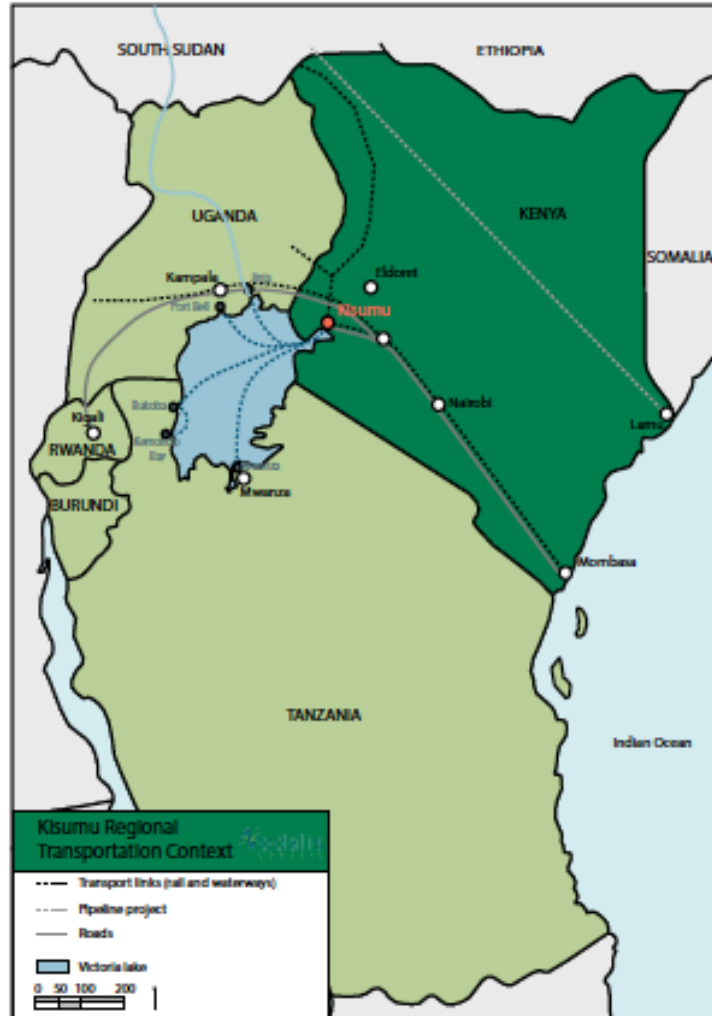 SOUTH SUDAN
ETHIOPIA
UGANDA
KENYA
SOMALIA
Kampala
Jinja
Eldoret
Port Bell
Kisumu
Nairobi
Lamu
Bukoba
Kigali
RWANDA
Bay
Mwanza
BURUNDI
Mombasa
TANZANIA
Indian Ocean
Kisumu Regional
Transportation Context
Transport links (rail and waterways)
Pipeline project
Roads
Victoria lake
0 50 100 200